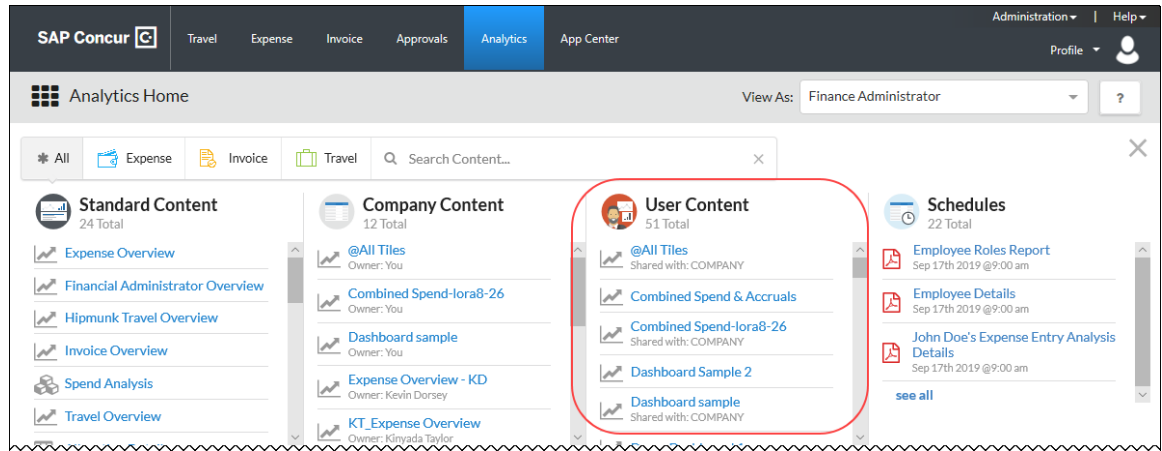 Administration | Help
SAP Concur C Travel Expense Invoice Approvals Analytics App Center
Profile
Analytics Home View As: Finance Administrator ?
All Expense Invoice Travel Search Content...
Standard Content
24 Total
Expense Overview
Financial Administrator Overview
Hipmunk Travel Overview
Invoice Overview
Spend Analysis
Travel Overview
Company Content
12 Total
@All Tiles
Owner: You
Combined Spend-lora8-26
Owner: You
Dashboard sample
Owner: You
Expense Overview - KD
Owner: Kevin Dorsey
KT_Expense Overview
Owner: Kinyada Taylor
User Content
51 Total
@All Tiles
Shared with: COMPANY
Combined Spend & Accruals
Combined Spend-lora8-26
Shared with: COMPANY
Dashboard Sample 2
Dashboard sample
Shared with: COMPANY
Schedules
22 Total
Employee Roles Report
Sep 17th 2019 @9:00 am
Employee Details
Sep 17th 2019 @9:00 am
John Doe's Expense Entry Analysis
Details
Sep 17th 2019 @9:00 am
see all